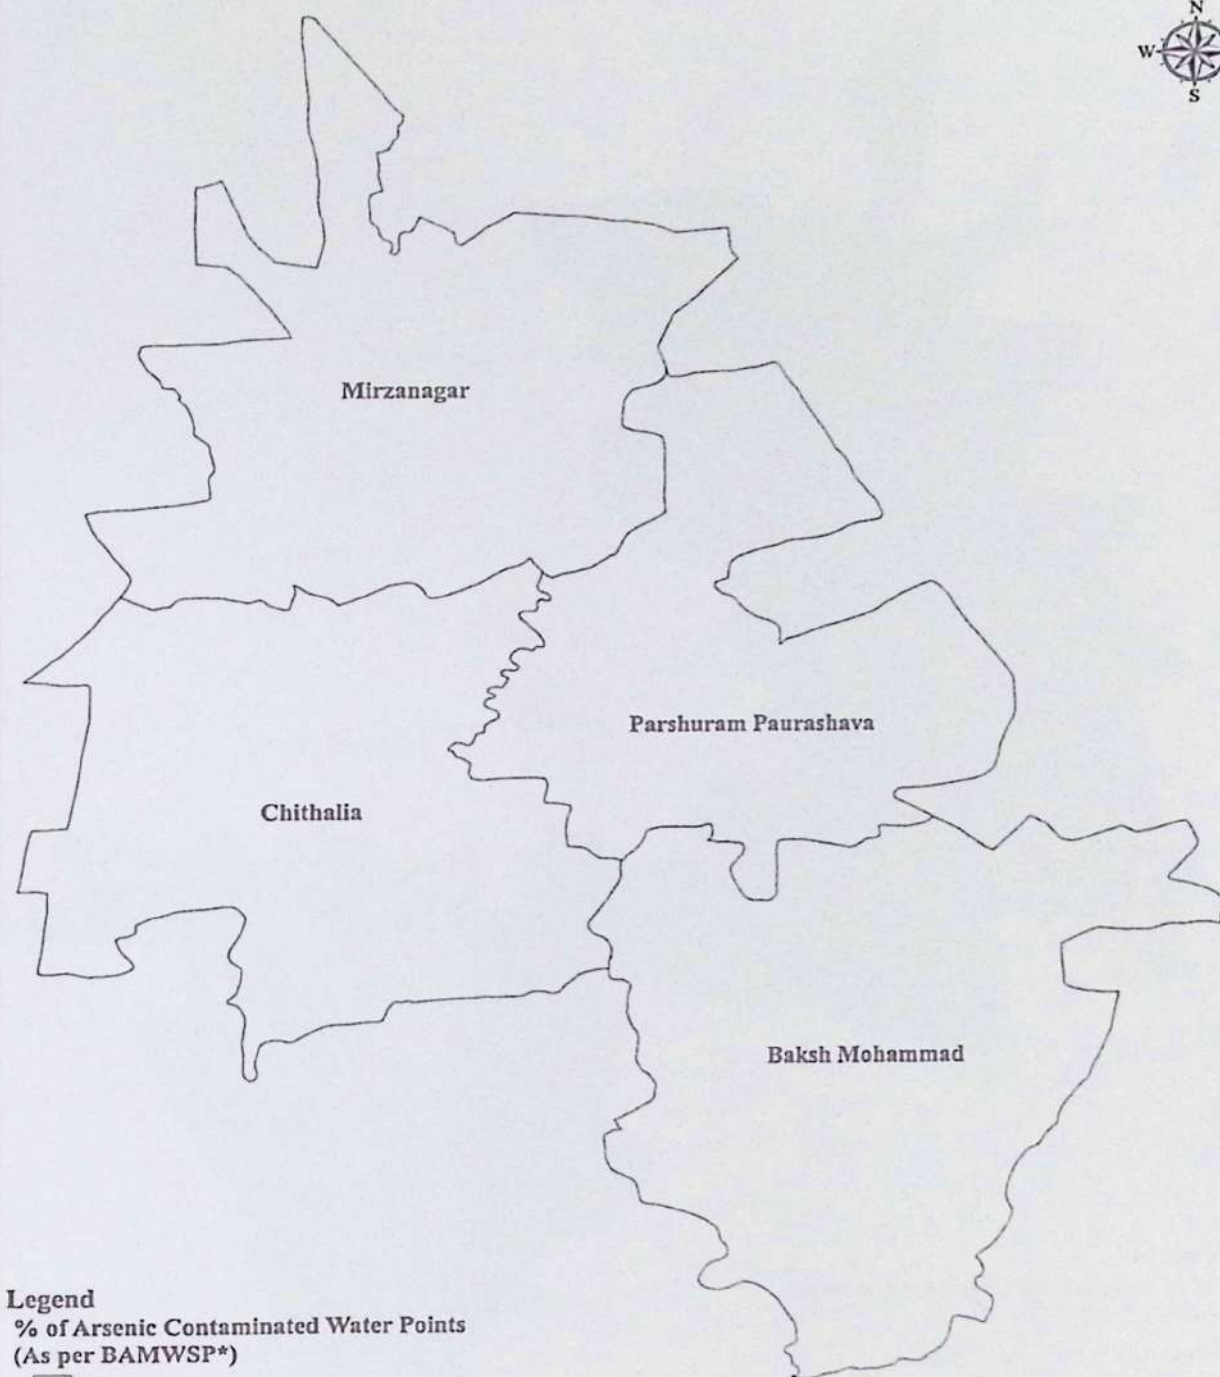 N
W
S
Mirzanagar
Parshuram Paurashava
Chithalia
Baksh Mohammad
Legend
% of Arsenic Contaminated Water Points
(As per BAMWSP*)